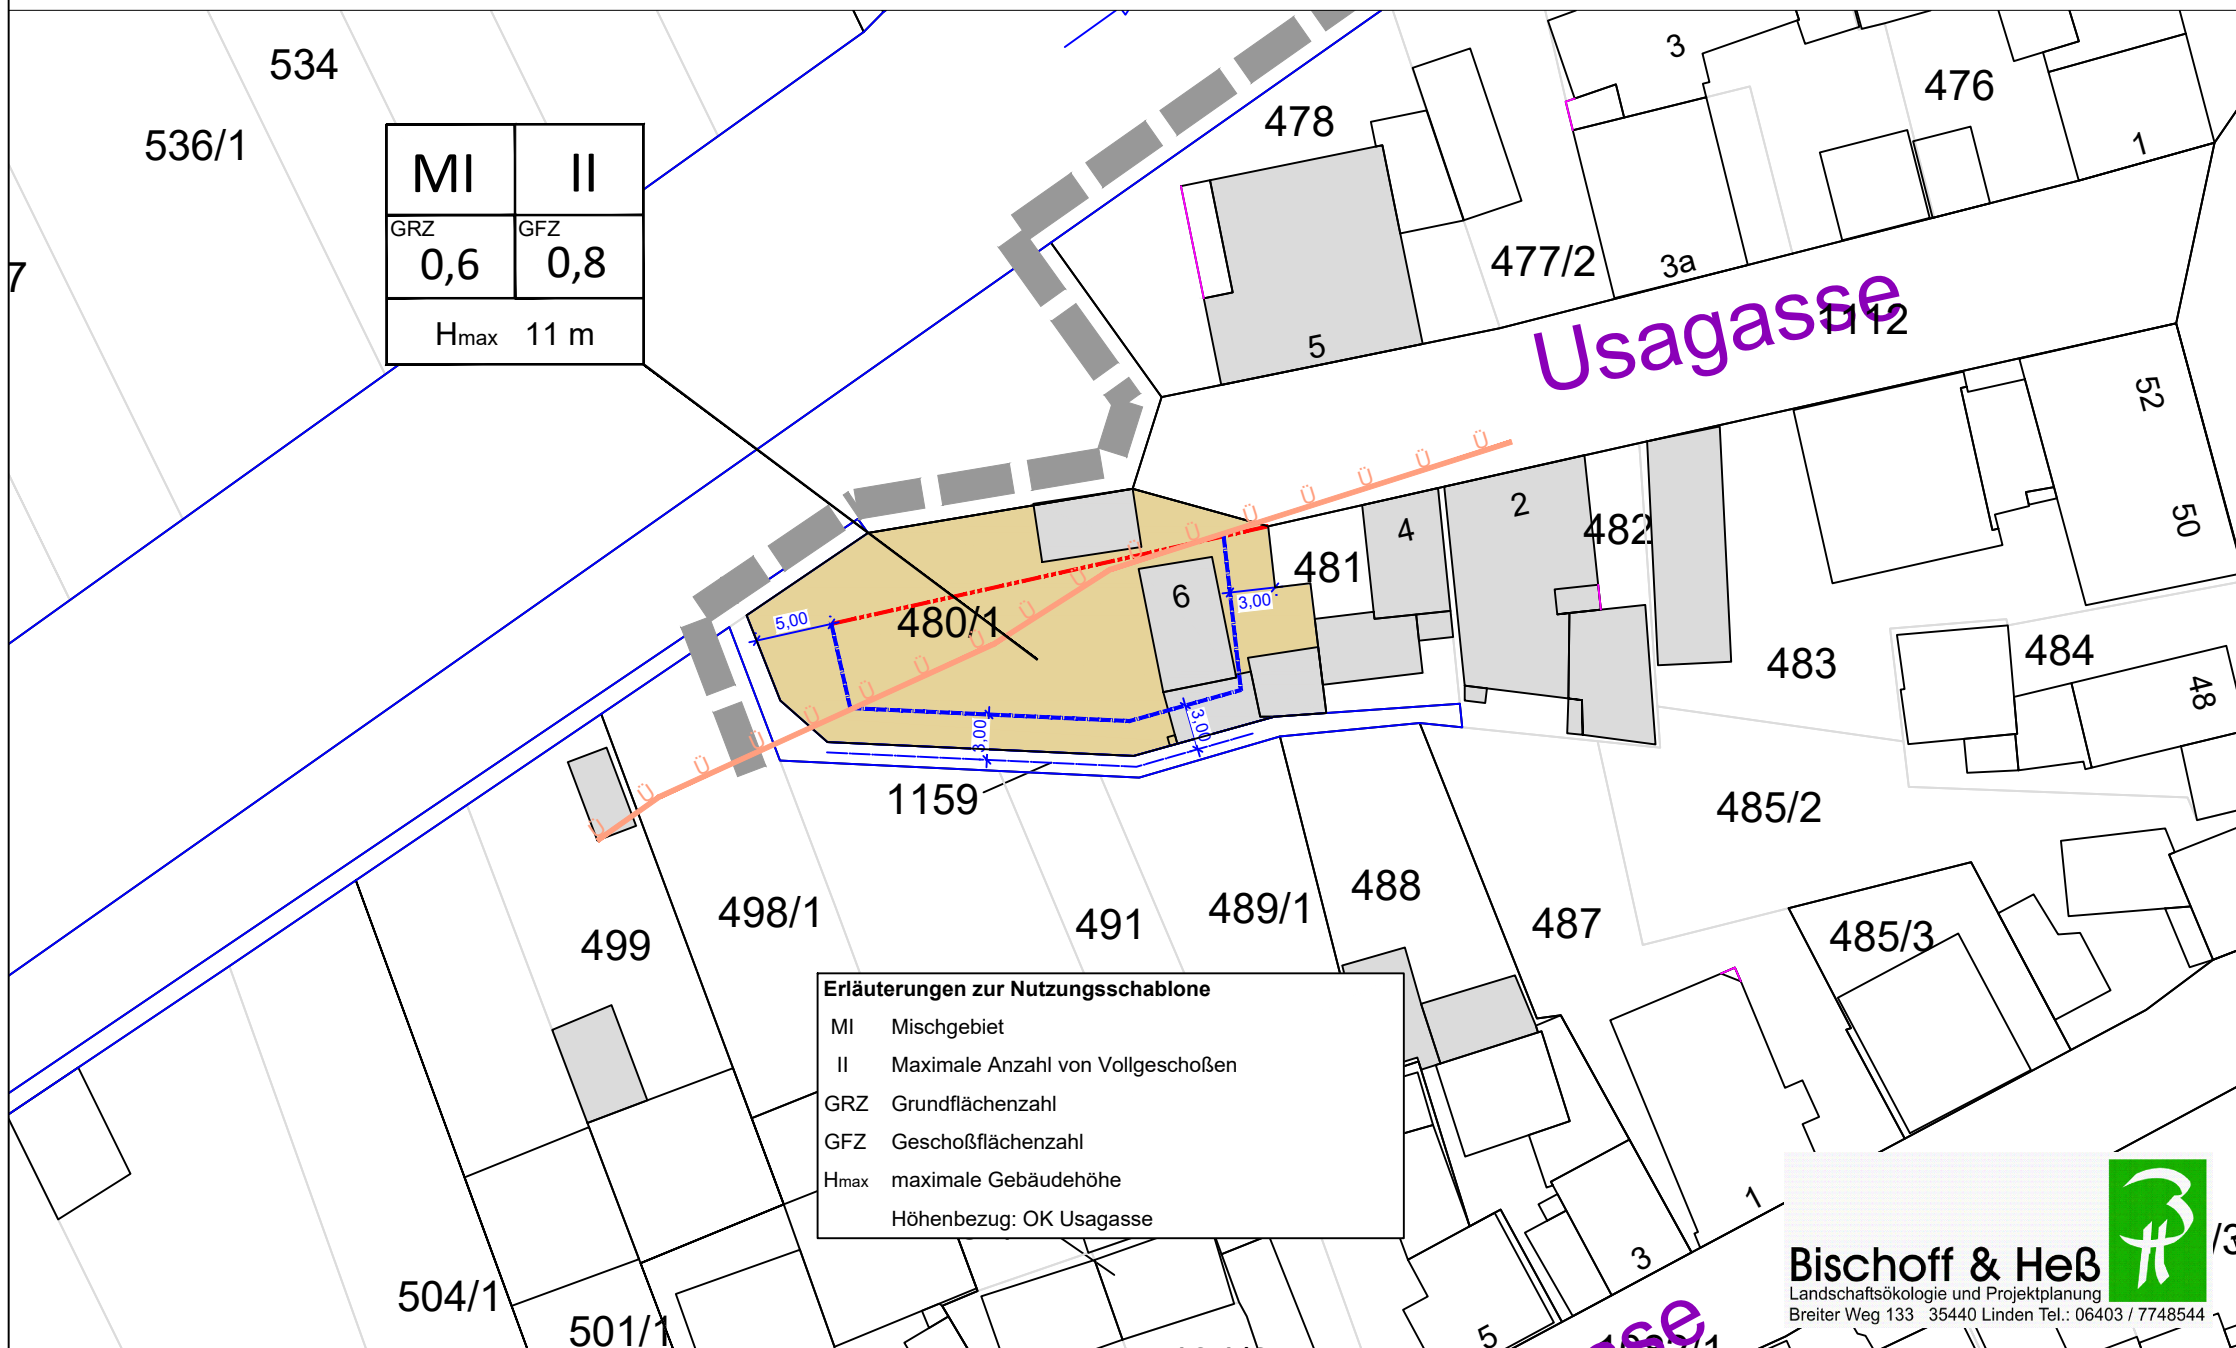 534
536/1
7
MI II
GRZ GFZ
0,6 0,8
Hmax 11 m
478
3
476
1
477/2
3a
5
Usagasse
1112
52
50
2
4
482
481
6
480/1
5,00
3,00
3,00
3,00
Ü Ü Ü Ü Ü Ü Ü Ü Ü Ü Ü Ü Ü Ü Ü Ü
483
484
48
1159
485/2
488
489/1
491
498/1
499
487
485/3
Erläuterungen zur Nutzungsschablone
MI Mischgebiet
II Maximale Anzahl von Vollgeschoßen
GRZ Grundflächenzahl
GFZ Geschoßflächenzahl
Hmax maximale Gebäudehöhe
Höhenbezug: OK Usagasse
1
3
5
504/1
501/1
/3
Bischoff & Heß
Landschaftsökologie und Projektplanung
Breiter Weg 133 35440 Linden Tel.: 06403 / 7748544